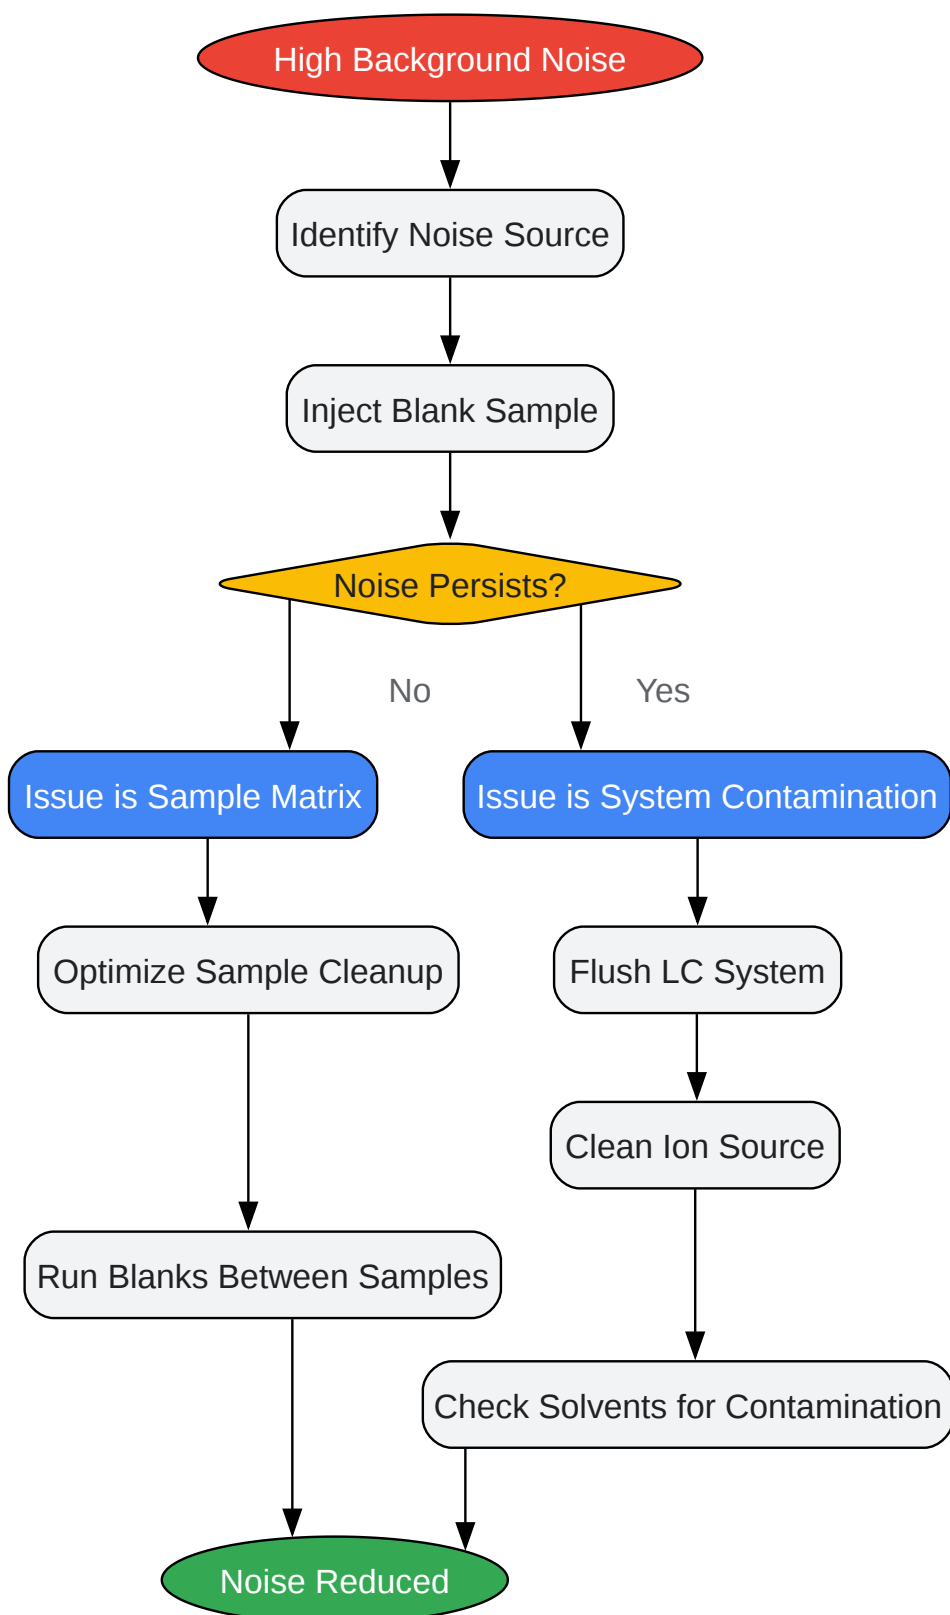 High Background Noise
Identify Noise Source
Inject Blank Sample
Noise Persists?
No
Yes
Issue is Sample Matrix
Issue is System Contamination
Optimize Sample Cleanup
Flush LC System
Clean Ion Source
Run Blanks Between Samples
Check Solvents for Contamination
Noise Reduced